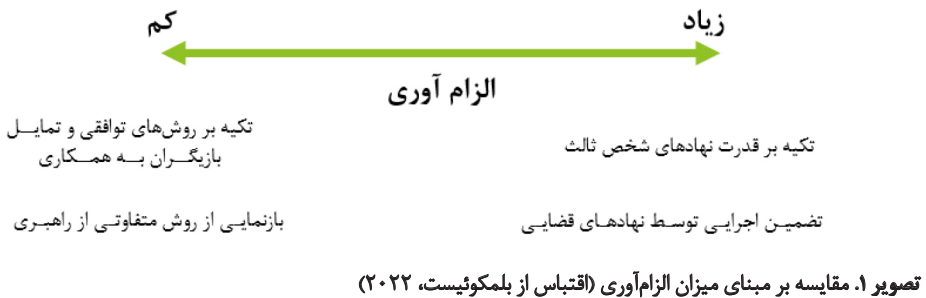 زیاد
کم
الزام آوری
تکیه بر قدرت نهادهای شخص ثالث
تکیه بر روش‌های توافقی و تمایل
بازیگران به همکاری
تضمین اجرایی توسط نهادهای قضایی
بازنمایی از روش متفاوتی از راهبری
تصویر ۱. مقایسه بر مبنای میزان الزام‌آوری (اقتباس از بلمکوئیست، ۲۰۲۲)